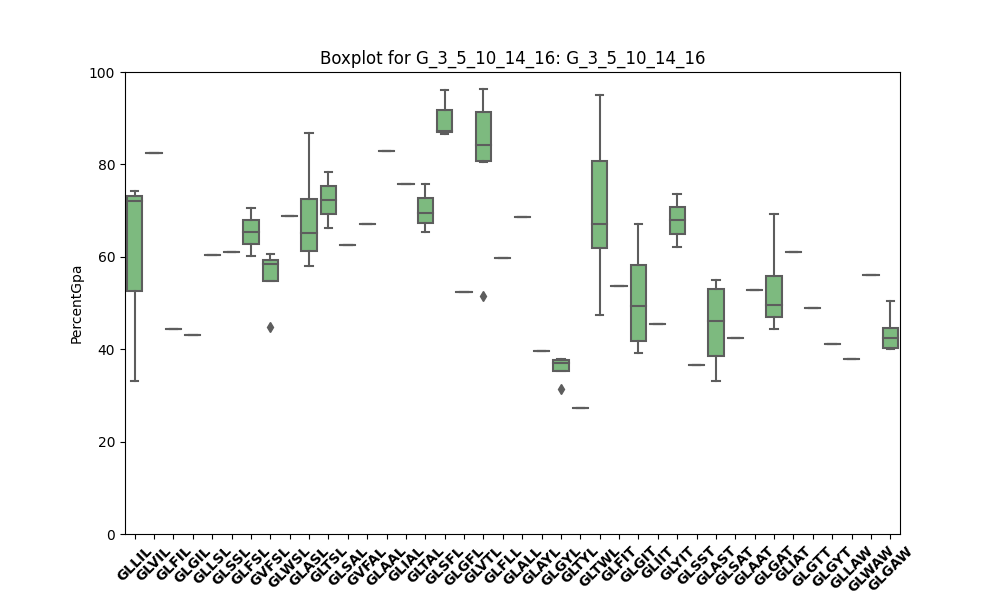 Boxplot for G_3_5_10_14_16: G_3_5_10_14_16
PercentGpa
100
80
60
40
20
0
GLLIL
GLVIL
GLFIL
GLGIL
GLLSL
GLSSL
GLFSL
GVFSL
GLWSL
GLASL
GLTSL
GLSAL
GVFAL
GLAAL
GLIAL
GLTAL
GLSFL
GLGFL
GLVTL
GLFLL
GLALL
GLAYL
GLGYL
GLTYL
GLTWL
GLFIT
GLGIT
GLIIT
GLYIT
GLSST
GLAST
GLSAT
GLAAT
GLGAT
GLIAT
GLGTT
GLGYT
GLLAW
GLWAW
GLGAW